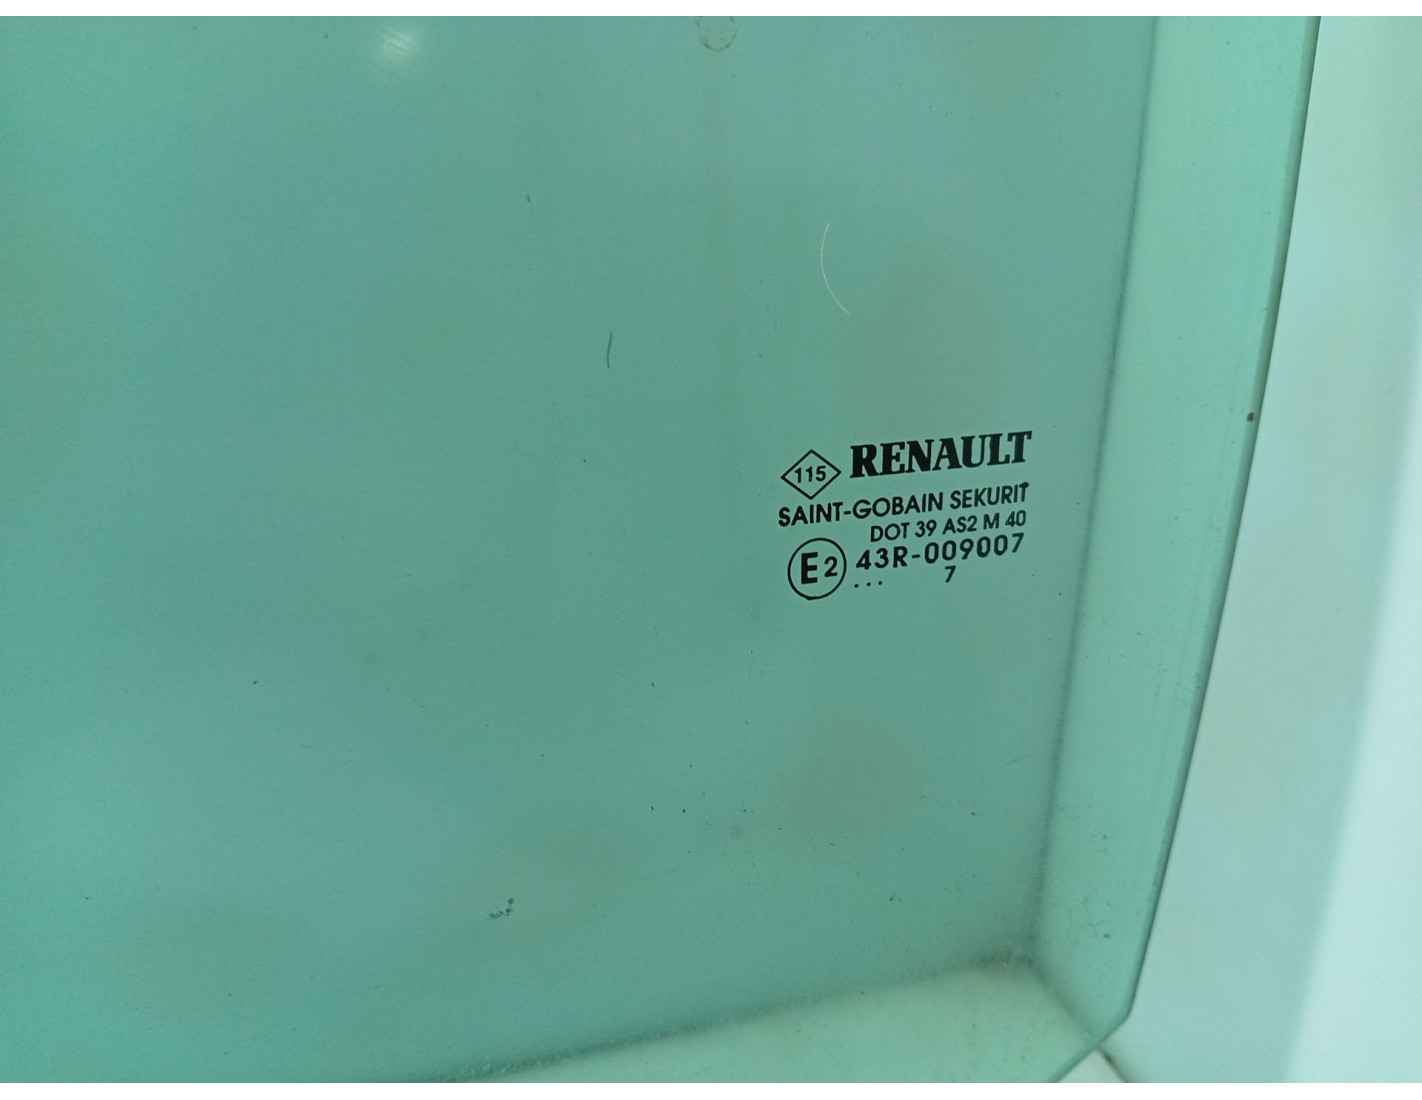 115 RENAULT
SAINT-GOBAIN SEKURIT
DOT 39 AS2 M 40
E2 43R-009007
... 7